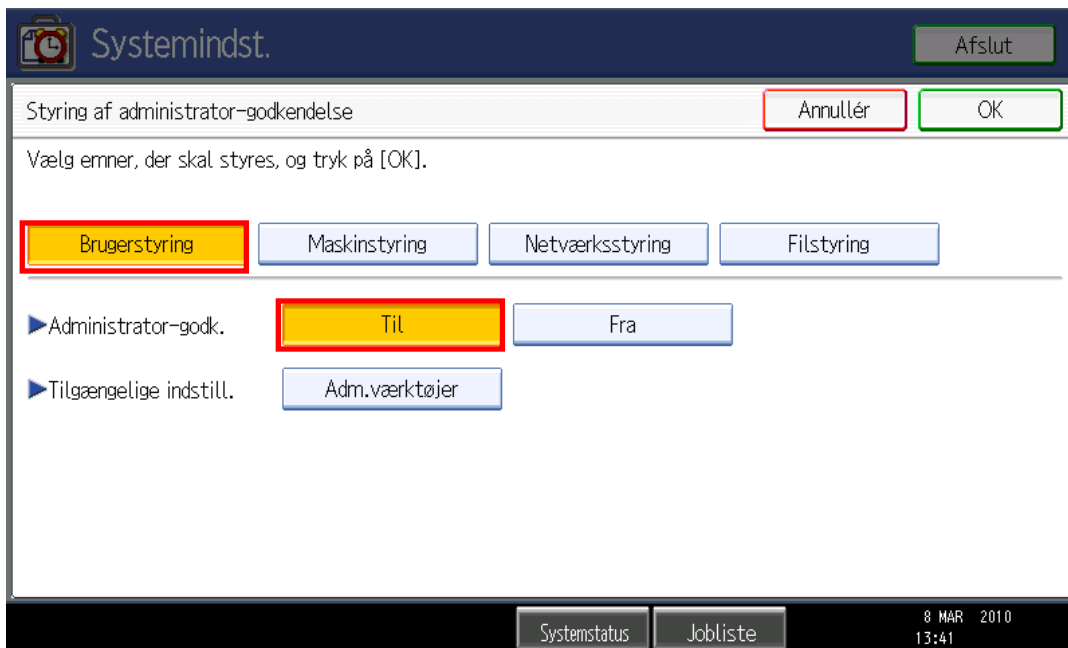 Systemindst.
Afslut
Styring af administrator-godkendelse
Annullér
OK
Vælg emner, der skal styres, og tryk på [OK].
Brugerstyring
Maskinstyring
Netværksstyring
Filstyring
Administrator-godk.
Til
Fra
Tilgængelige indstill.
Adm.værktøjer
Systemstatus
Jobliste
8 MAR 2010
13:41